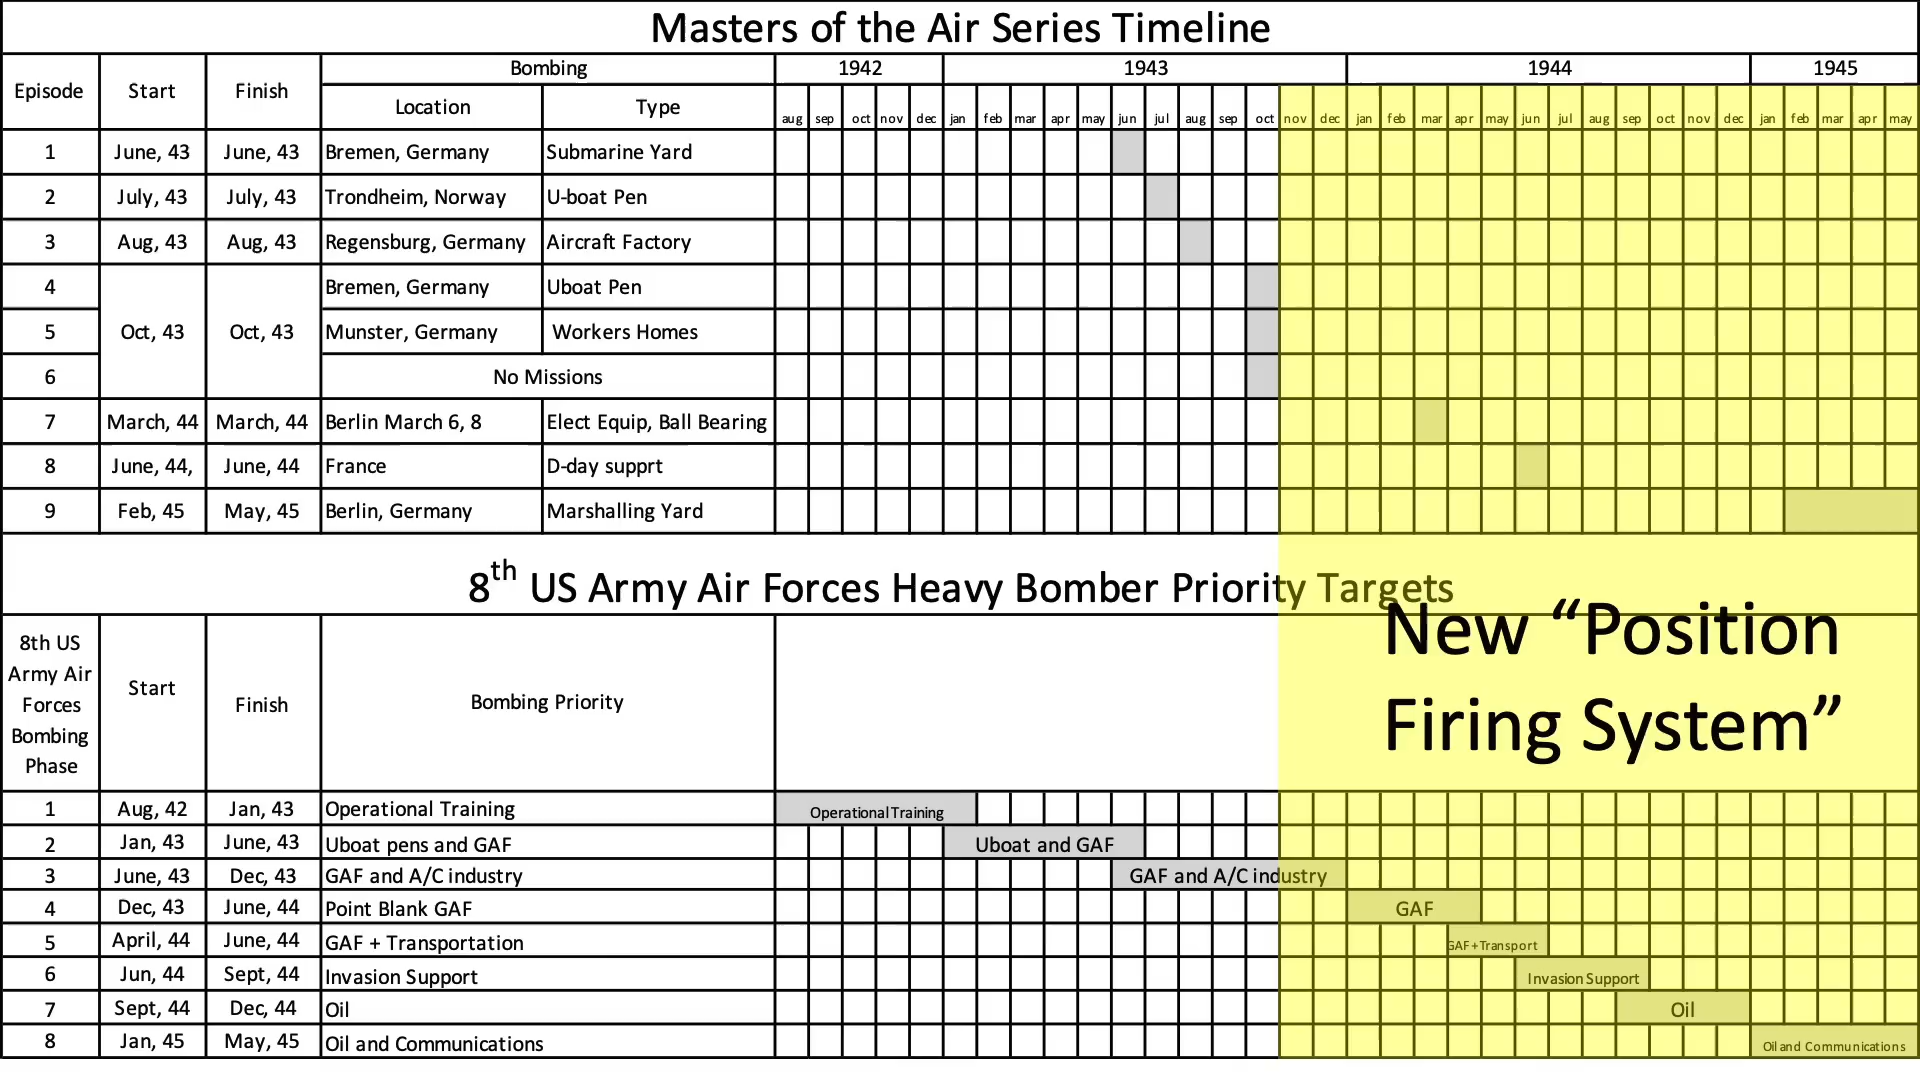 Masters of the Air Series Timeline
Episode Start Finish Bombing 1942 1943 1944 1945
Location Type aug sep oct nov dec jan feb mar apr may jun jul aug sep oct nov dec jan feb mar apr may jun jul aug sep oct nov dec jan feb mar apr may
1 June, 43 June, 43 Bremen, Germany Submarine Yard
2 July, 43 July, 43 Trondheim, Norway U-boat Pen
3 Aug, 43 Aug, 43 Regensburg, Germany Aircraft Factory
4 Bremen, Germany Uboat Pen
5 Oct, 43 Oct, 43 Munster, Germany Workers Homes
6 No Missions
7 March, 44 March, 44 Berlin March 6, 8 Elect Equip, Ball Bearing
8 June, 44, June, 44 France D-day supprt
9 Feb, 45 May, 45 Berlin, Germany Marshalling Yard
8th US Army Air Forces Heavy Bomber Priority Targets
New “Position
Firing System”
8th US
Army Air
Forces
Bombing
Phase
Start Finish Bombing Priority
1 Aug, 42 Jan, 43 Operational Training Operational Training
2 Jan, 43 June, 43 Uboat pens and GAF Uboat and GAF
3 June, 43 Dec, 43 GAF and A/C industry GAF and A/C industry
4 Dec, 43 June, 44 Point Blank GAF GAF
5 April, 44 June, 44 GAF + Transportation GAF + Transport
6 Jun, 44 Sept, 44 Invasion Support Invasion Support
7 Sept, 44 Dec, 44 Oil Oil
8 Jan, 45 May, 45 Oil and Communications Oil and Communications